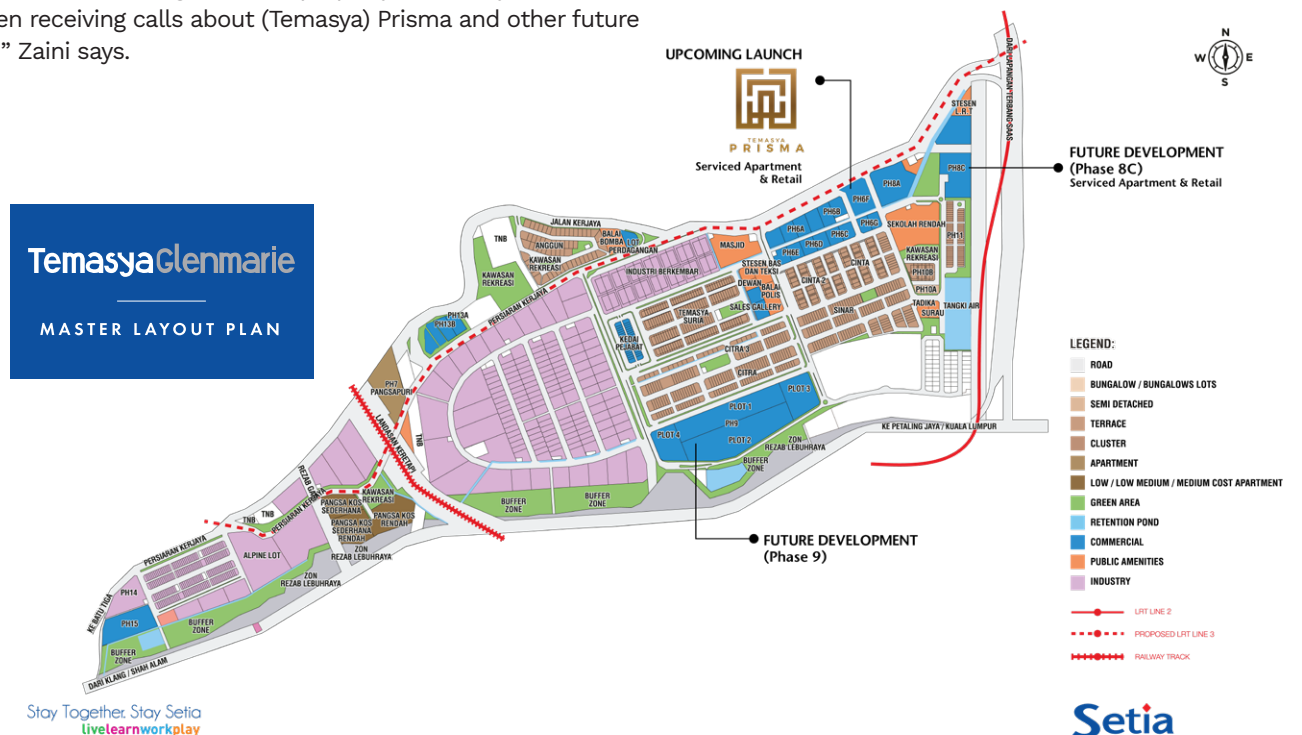 en receiving calls about (Temasya) Prisma and other future
,” Zaini says.
UPCOMING LAUNCH
TEMASYA
PRISMA
Serviced Apartment
& Retail
N
W
E
S
DARI LAPANGAN TERBANG SAAS
STESEN
L.R.T
FUTURE DEVELOPMENT
(Phase 8C)
Serviced Apartment & Retail
PH8C
PH8A
PH6F
PH6G
PH6B
PH6A
PH6C
PH6D
PH6E
SEKOLAH RENDAH
PH11
KAWASAN
REKREASI
PH10B
PH10A
TADIKA
SURAU
TANGKI AIR
TemasyaGlenmarie
MASTER LAYOUT PLAN
JALAN KERJAYA
TNB
ANGGUN
BALAI
BOMBA
LOT
PERDAGANGAN
KAWASAN
REKREASI
KAWASAN
REKREASI
INDUSTRI BERKEMBAR
MASJID
STESEN BAS
DAN TEKSI
DEWAN
BALAI
POLIS
SALES GALLERY
CINTA
CINTA 2
SINAR
TEMASYA
SURIA
PERSIARAN KERJAYA
PH13A
PH13B
KEDAI
PEJABAT
CITRA 3
CITRA
PLOT 3
PLOT 1
PH9
PLOT 4
PLOT 2
BUFFER
ZONE
ZON
REZAB LEBUHRAYA
KE PETALING JAYA / KUALA LUMPUR
PH7
PANGSAPURI
LANDASAN KERETAPI
TNB
BUFFER
ZONE
BUFFER
ZONE
KAWASAN
REKREASI
PANGSA KOS
SEDERHANA
PANGSA KOS
RENDAH
PANGSA KOS
SEDERHANA
RENDAH
ZON
REZAB LEBUHRAYA
PERSIARAN KERJAYA
TNB
TNB
PERSIARAN KERJAYA
ALPINE LOT
ZON
REZAB LEBUHRAYA
PH14
PH15
KE BATU TIGA
BUFFER
ZONE
BUFFER
ZONE
DARI KLANG / SHAH ALAM
FUTURE DEVELOPMENT
(Phase 9)
LEGEND:
ROAD
BUNGALOW / BUNGALOWS LOTS
SEMI DETACHED
TERRACE
CLUSTER
APARTMENT
LOW / LOW MEDIUM / MEDIUM COST APARTMENT
GREEN AREA
RETENTION POND
COMMERCIAL
PUBLIC AMENITIES
INDUSTRY
LRT LINE 2
PROPOSED LRT LINE 3
RAILWAY TRACK
Stay Together. Stay Setia
livelearnworkplay
Setia